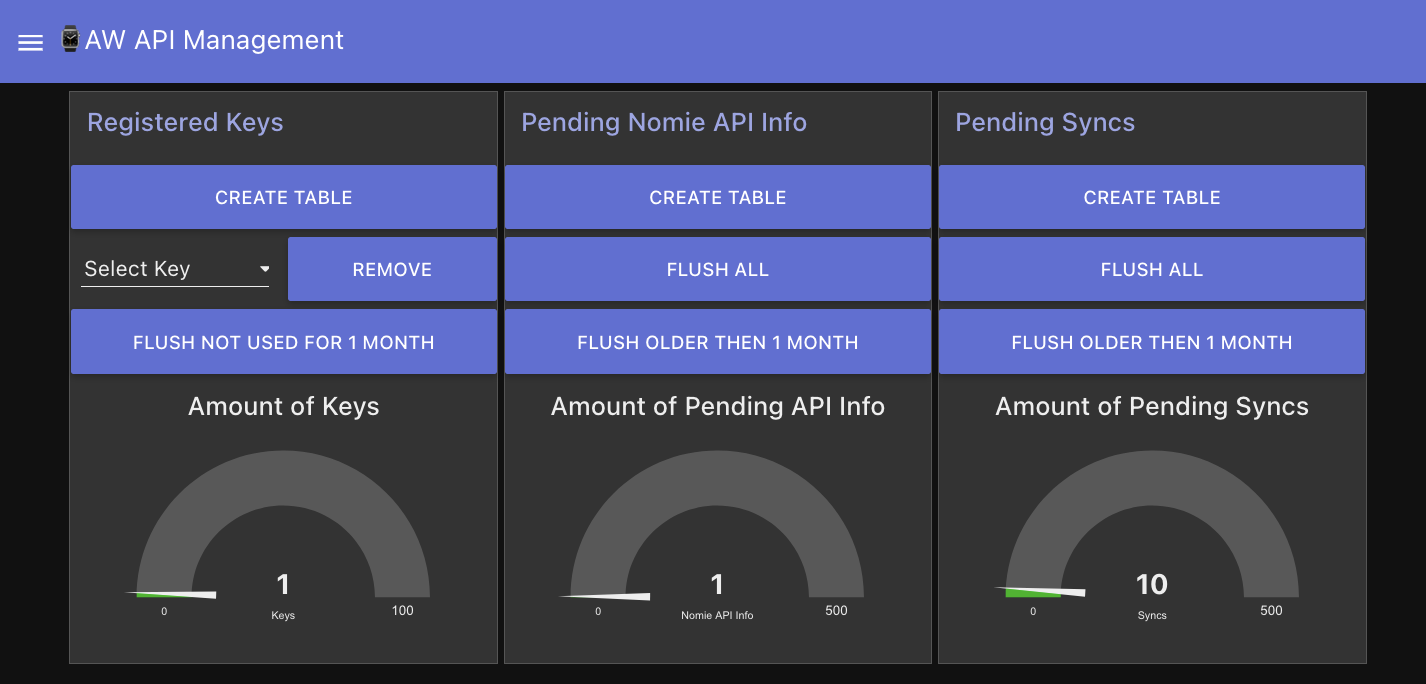 AW API Management
Registered Keys
CREATE TABLE
Select Key
REMOVE
FLUSH NOT USED FOR 1 MONTH
Amount of Keys
1
0
Keys
100
Pending Nomie API Info
CREATE TABLE
FLUSH ALL
FLUSH OLDER THEN 1 MONTH
Amount of Pending API Info
1
0
Nomie API Info
500
Pending Syncs
CREATE TABLE
FLUSH ALL
FLUSH OLDER THEN 1 MONTH
Amount of Pending Syncs
10
0
Syncs
500